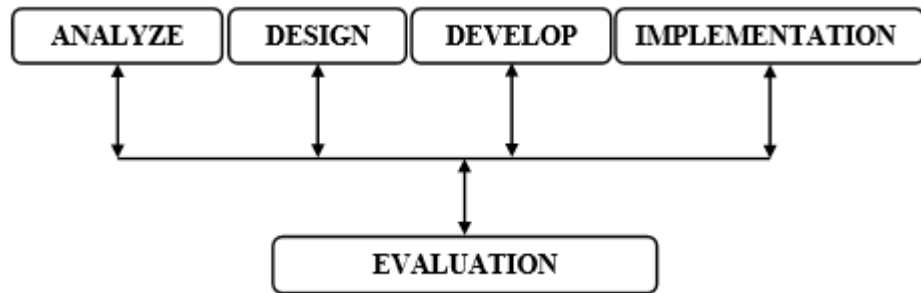 ANALYZE DESIGN DEVELOP IMPLEMENTATION
EVALUATION